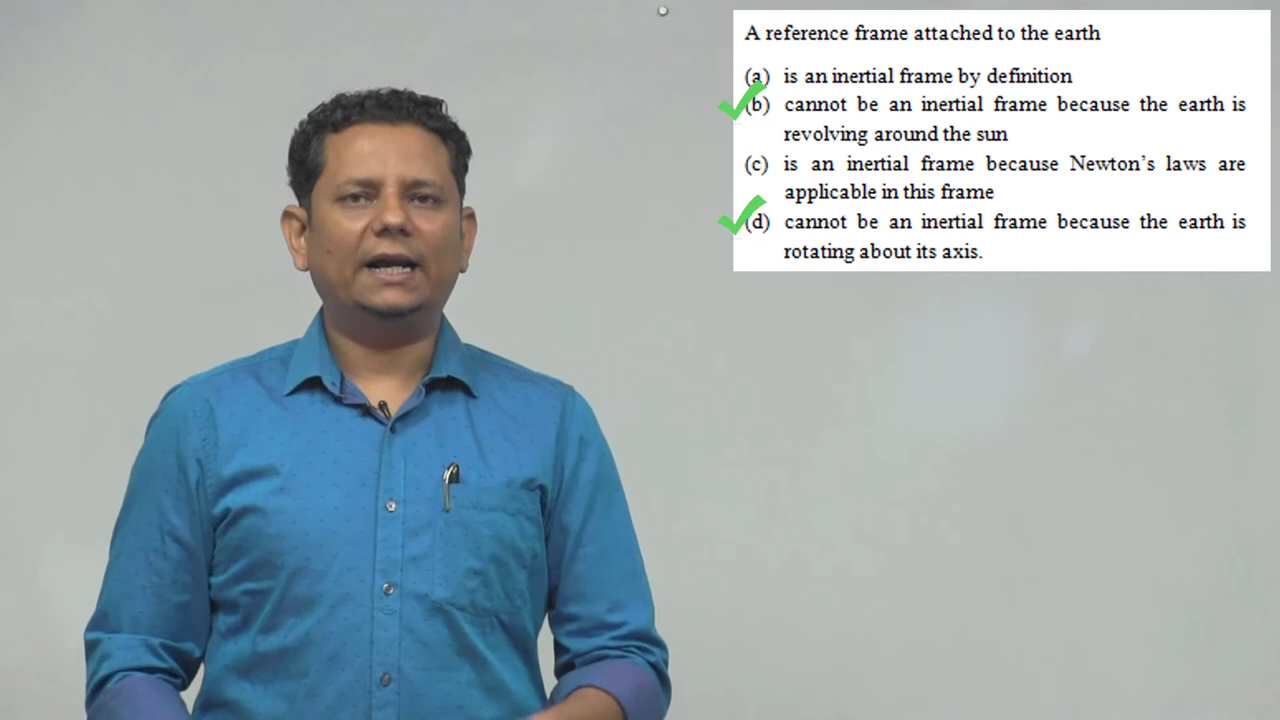 A reference frame attached to the earth
(a) is an inertial frame by definition
(b) cannot be an inertial frame because the earth is
revolving around the sun
(c) is an inertial frame because Newton's laws are
applicable in this frame
(d) cannot be an inertial frame because the earth is
rotating about its axis.